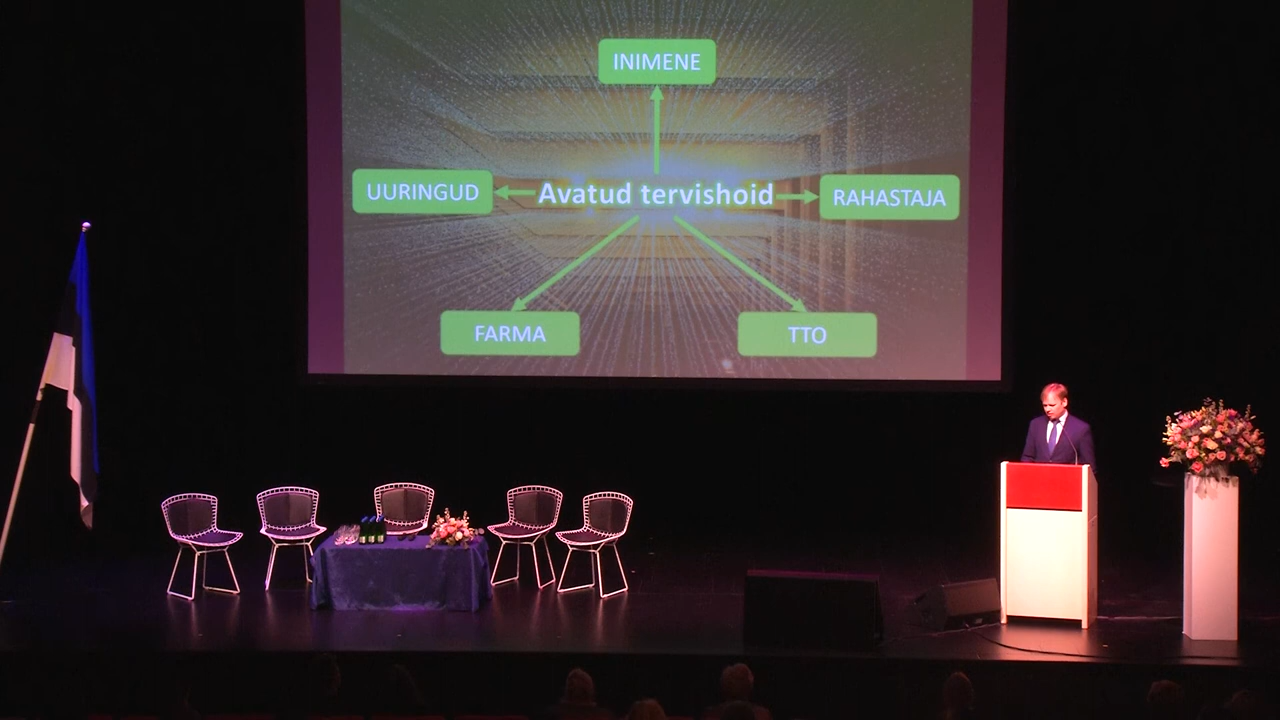 INIMENE
UURINGUD
Avatud tervishoid
RAHASTAJA
FARMA
TTO